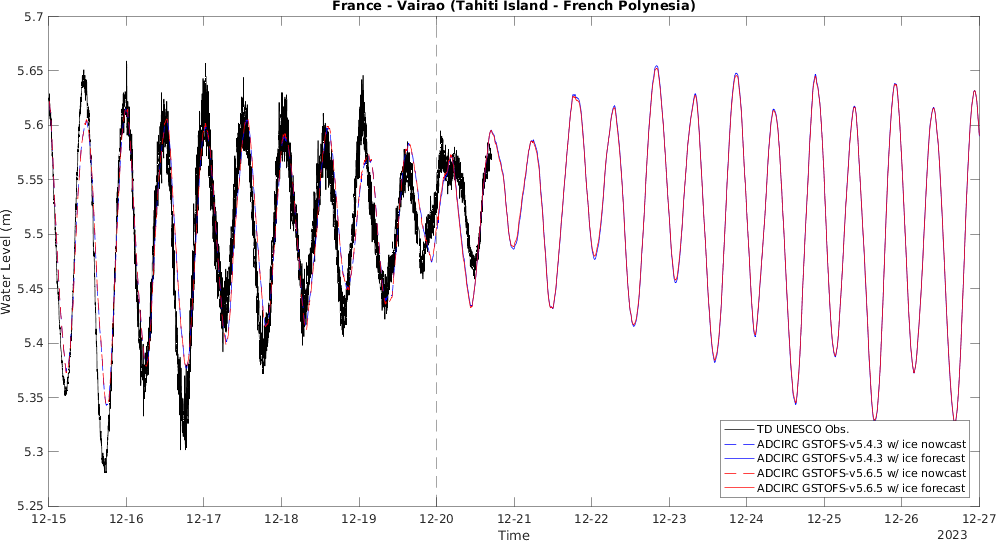 France - Vairao (Tahiti Island - French Polynesia)
5.7
5.65
5.6
5.55
5.5
5.45
5.4
5.35
5.3
5.25
Water Level (m)
TD UNESCO Obs.
ADCIRC GSTOFS-v5.4.3 w/ ice nowcast
ADCIRC GSTOFS-v5.4.3 w/ ice forecast
ADCIRC GSTOFS-v5.6.5 w/ ice nowcast
ADCIRC GSTOFS-v5.6.5 w/ ice forecast
12-15 12-16 12-17 12-18 12-19 12-20 12-21 12-22 12-23 12-24 12-25 12-26 12-27
Time
2023